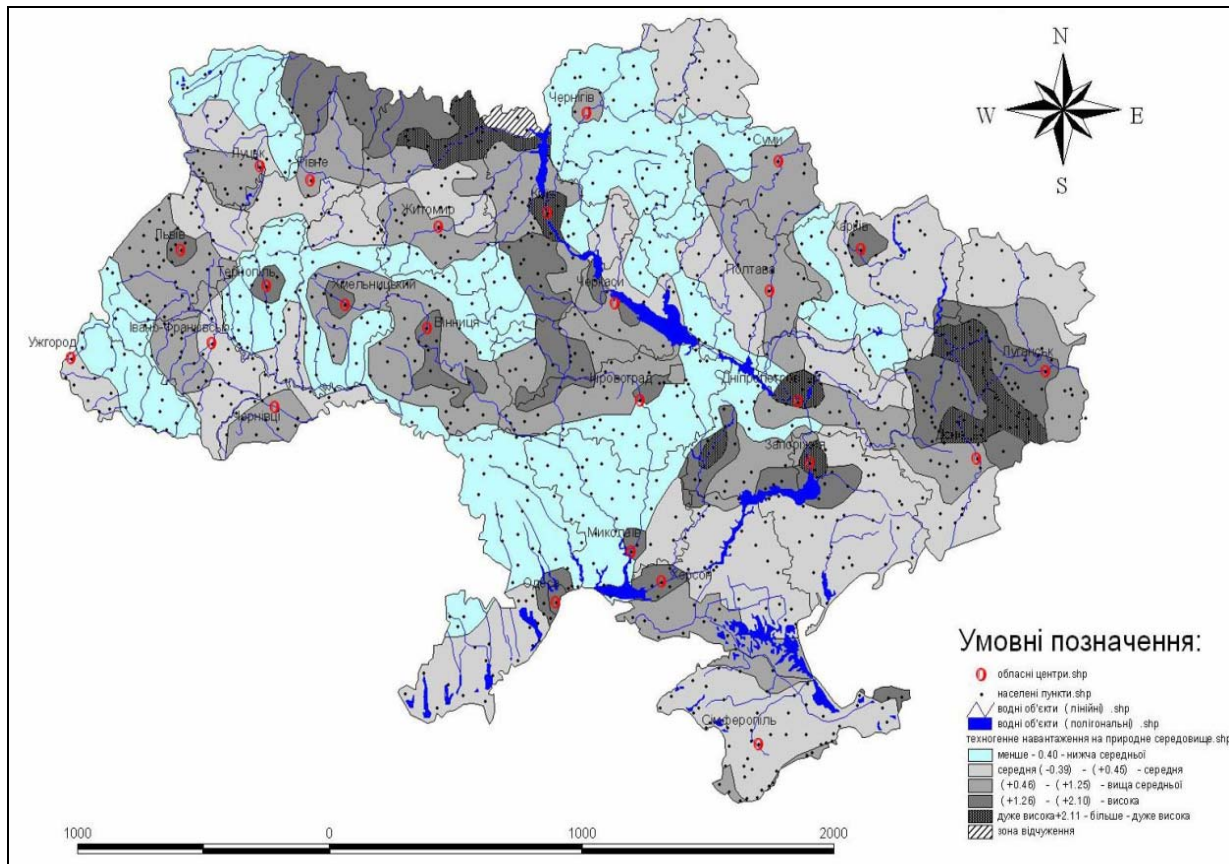 N
W E
S
Чернігів
Суми
Луцьк
Рівне
Київ
Житомир
Харків
Львів
Полтава
Тернопіль
Хмельницький
Черкаси
Вінниця
Івано-Франківськ
Ужгород
Луганськ
Кіровоград
Дніпропетровськ
Чернівці
Запоріжжя
Миколаїв
Херсон
Одеса
Сімферополь
Умовні позначення:
обласні центри.shp
населені пункти.shp
водні об'єкти ( лінійні) .shp
водні об'єкти ( полігональні) .shp
техногенне навантаження на природне середовище.shp
менше - 0.40 - нижча середньої
середня ( -0.39) - (+0.45) - середня
(+0.46) - (+1.25) - вища середньої
(+1.26) - (+2.10) - висока
дуже висока+2.11 - більше - дуже висока
зона відчуження
1000 0 1000 2000